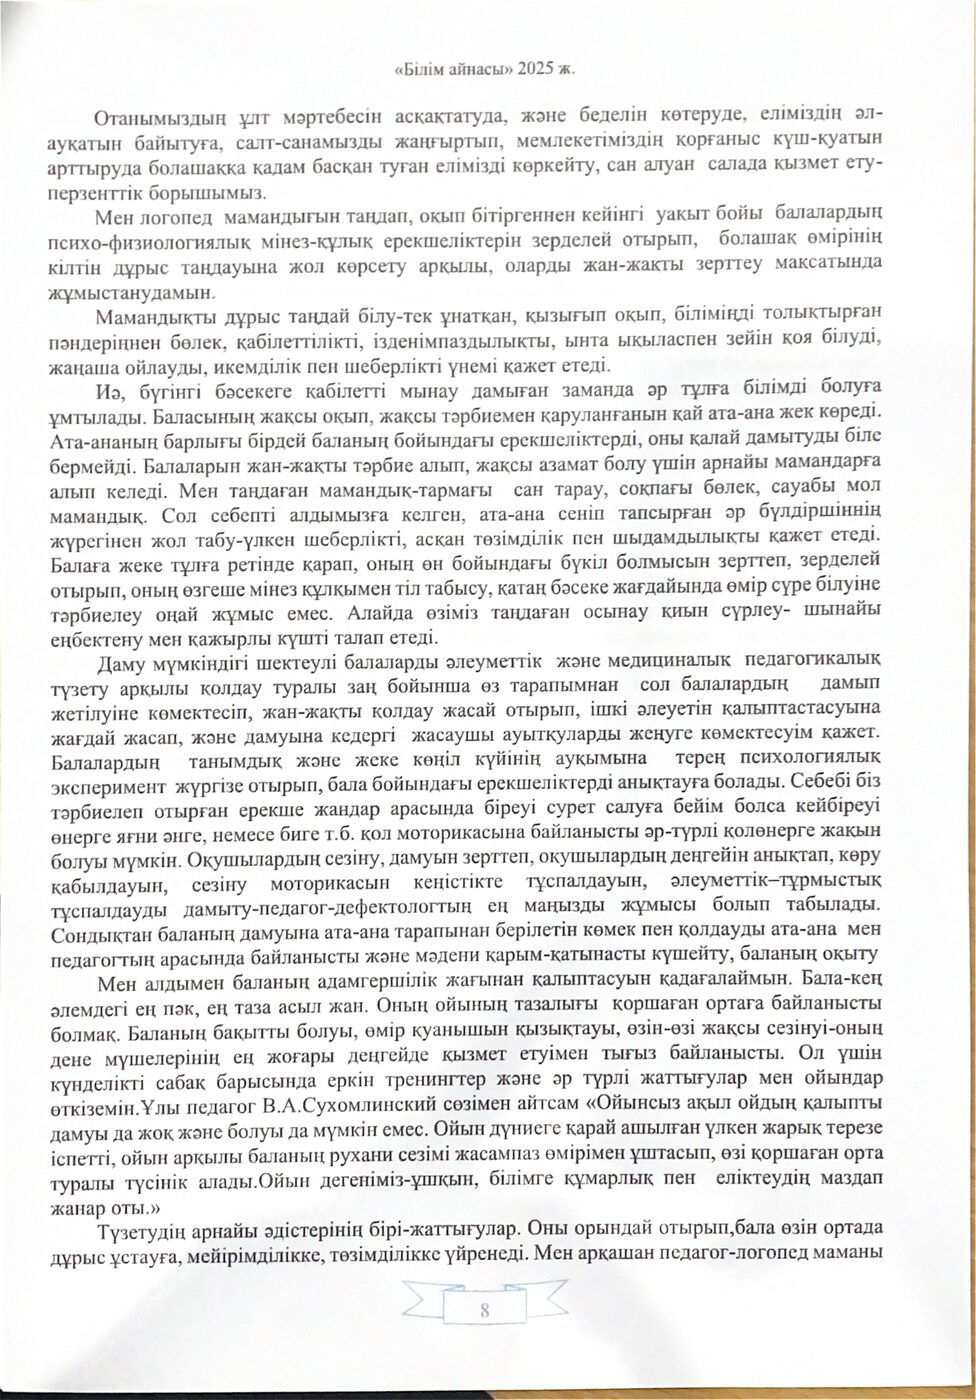 «Білім айнасы» 2025 ж.
Отанымыздың ұлт мәртебесін асқақтатуда, және беделін көтеруде, еліміздің әл-
ауқатын байытуға, салт-санамызды жаңғыртып, мемлекетіміздің қорғаныс күш-қуатын
арттыруда болашаққа қадам басқан туған елімізді көркейту, сан алуан салада қызмет ету-
перзенттік борышымыз.
Мен логопед мамандығын таңдап, оқып бітіргеннен кейінгі уақыт бойы балалардың
психо-физиологиялық мінез-құлық ерекшеліктерін зерделей отырып, болашақ өмірінің
кілтін дұрыс таңдауына жол көрсету арқылы, оларды жан-жақты зерттеу мақсатында
жұмыстанудамын.
Мамандықты дұрыс таңдай білу-тек ұнатқан, қызығып оқып, біліміңді толықтырған
пәндеріңнен бөлек, қабілеттілікті, ізденімпаздылықты, ынта ықыласпен зейін қоя білуді,
жаңаша ойлауды, икемділік пен шеберлікті үнемі қажет етеді.
Иә, бүгінгі бәсекеге қабілетті мынау дамыған заманда әр тұлға білімді болуға
ұмтылады. Баласының жақсы оқып, жақсы тәрбиемен қаруланғанын қай ата-ана жек көреді.
Ата-ананың барлығы бірдей баланың бойындағы ерекшеліктерді, оны қалай дамытуды біле
бермейді. Балаларын жан-жақты тәрбие алып, жақсы азамат болу үшін арнайы мамандарға
алып келеді. Мен таңдаған мамандық-тармағы сан тарау, соқпағы бөлек, сауабы мол
мамандық. Сол себепті алдымызға келген, ата-ана сеніп тапсырған әр бүлдіршіннің
жүрегінен жол табу-үлкен шеберлікті, асқан төзімділік пен шыдамдылықты қажет етеді.
Балаға жеке тұлға ретінде қарап, оның өн бойындағы бүкіл болмысын зерттеп, зерделей
отырып, оның өзгеше мінез құлқымен тіл табысу, қатаң бәсеке жағдайында өмір сүре білуіне
тәрбиелеу оңай жұмыс емес. Алайда өзіміз таңдаған осынау қиын сүрлеу- шынайы
еңбектену мен қажырлы күшті талап етеді.
Даму мүмкіндігі шектеулі балаларды әлеуметтік және медициналық педагогикалық
түзету арқылы қолдау туралы заң бойынша өз тарапымнан сол балалардың дамып
жетілуіне көмектесіп, жан-жақты қолдау жасай отырып, ішкі әлеуетін қалыптастасуына
жағдай жасап, және дамуына кедергі жасаушы ауытқуларды жеңуге көмектесуім қажет.
Балалардың танымдық және жеке көңіл күйінің ауқымына терең психологиялық
эксперимент жүргізе отырып, бала бойындағы ерекшеліктерді анықтауға болады. Себебі біз
тәрбиелеп отырған ерекше жандар арасында біреуі сурет салуға бейім болса кейбіреуі
өнерге яғни әнге, немесе биге т.б. қол моторикасына байланысты әр-түрлі қолөнерге жақын
болуы мүмкін. Оқушылардың сезіну, дамуын зерттеп, оқушылардың деңгейін анықтап, көру
қабылдауын, сезіну моторикасын кеңістікте тұспалдауын, әлеуметтік–тұрмыстық
тұспалдауды дамыту-педагог-дефектологтың ең маңызды жұмысы болып табылады.
Сондықтан баланың дамуына ата-ана тарапынан берілетін көмек пен қолдауды ата-ана мен
педагогтың арасында байланысты және мәдени қарым-қатынасты күшейту, баланың оқыту
Мен алдымен баланың адамгершілік жағынан қалыптасуын қадағалаймын. Бала-кең
әлемдегі ең пәк, ең таза асыл жан. Оның ойының тазалығы қоршаған ортаға байланысты
болмақ. Баланың бақытты болуы, өмір қуанышын қызықтауы, өзін-өзі жақсы сезінуі-оның
дене мүшелерінің ең жоғары деңгейде қызмет етуімен тығыз байланысты. Ол үшін
күнделікті сабақ барысында еркін тренингтер және әр түрлі жаттығулар мен ойындар
өткіземін.Ұлы педагог В.А.Сухомлинский сөзімен айтсам «Ойынсыз ақыл ойдың қалыпты
дамуы да жоқ және болуы да мүмкін емес. Ойын дүниеге қарай ашылған үлкен жарық терезе
іспетті, ойын арқылы баланың рухани сезімі жасампаз өмірімен ұштасып, өзі қоршаған орта
туралы түсінік алады.Ойын дегеніміз-ұшқын, білімге құмарлық пен еліктеудің маздап
жанар оты.»
Түзетудің арнайы әдістерінің бірі-жаттығулар. Оны орындай отырып,бала өзін ортада
дұрыс ұстауға, мейірімділікке, төзімділікке үйренеді. Мен арқашан педагог-логопед маманы
8